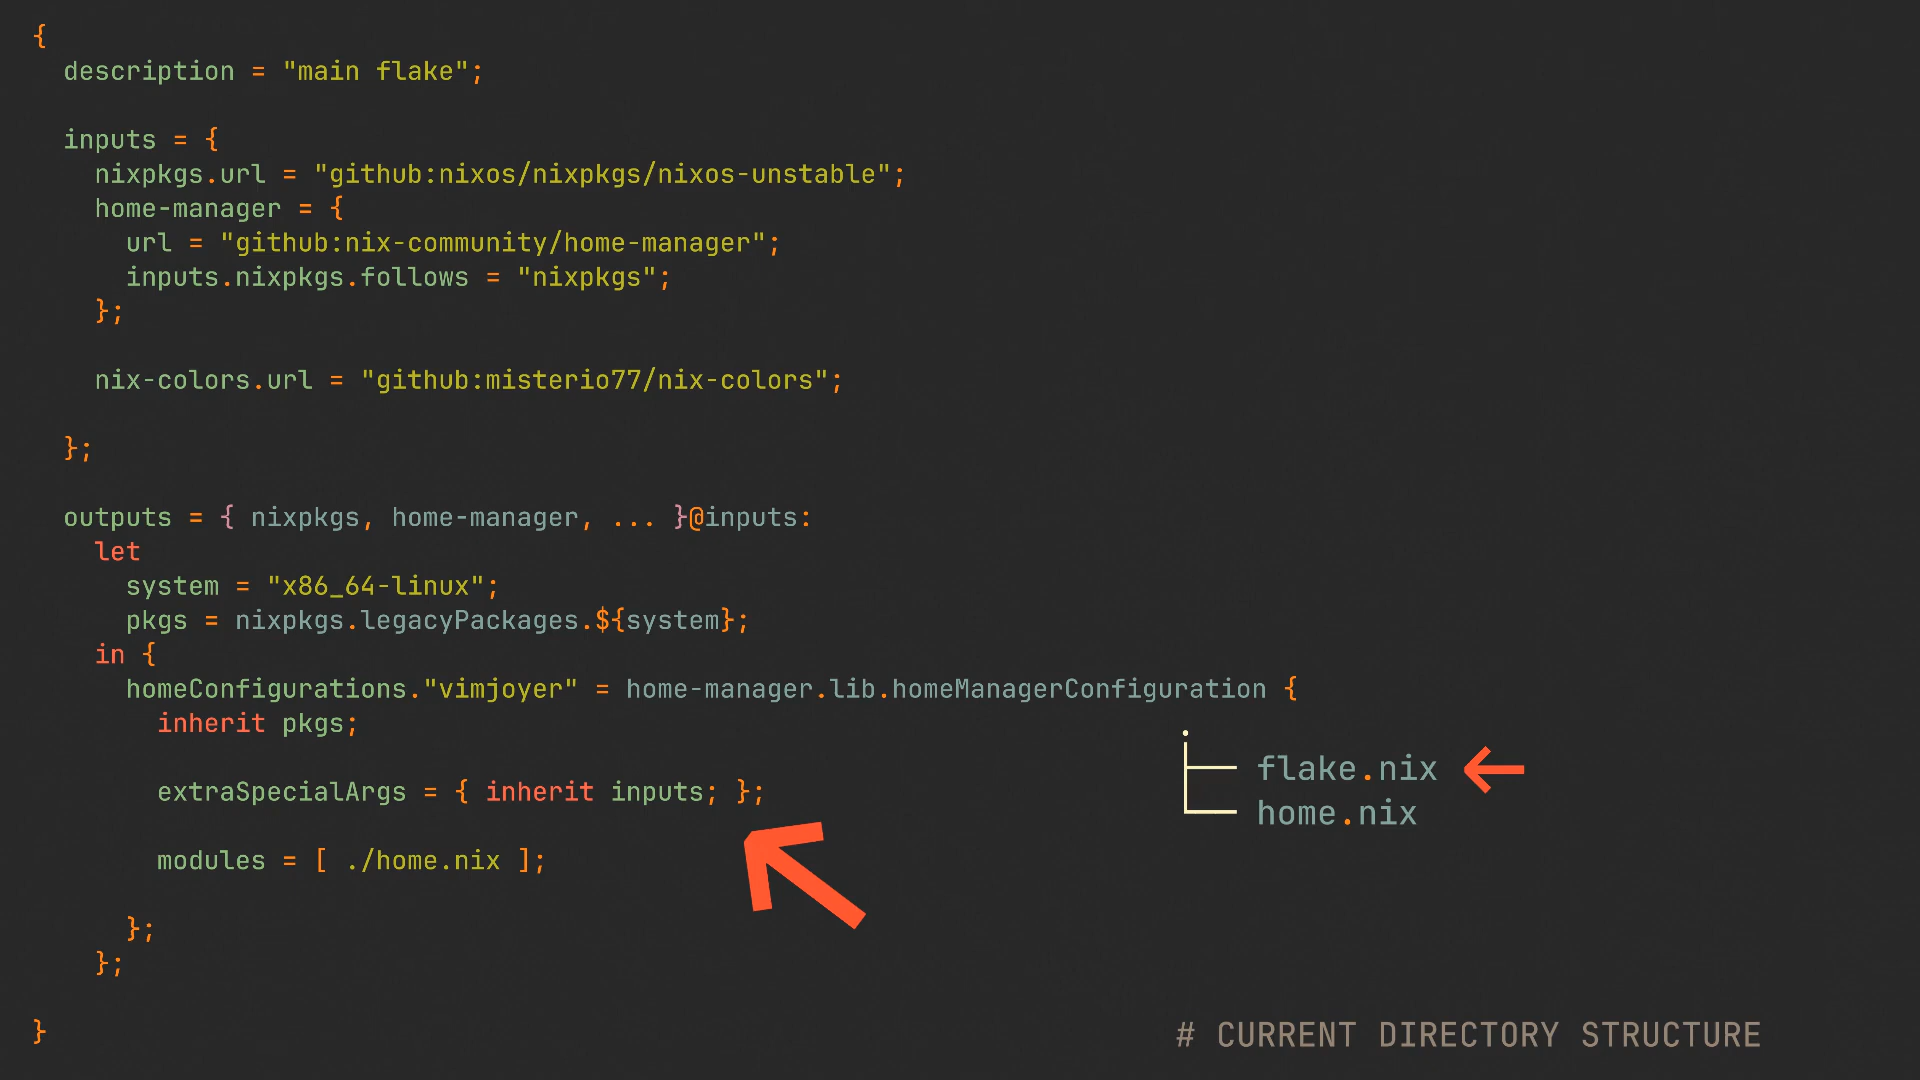 {
  description = "main flake";

  inputs = {
    nixpkgs.url = "github:nixos/nixpkgs/nixos-unstable";
    home-manager = {
      url = "github:nix-community/home-manager";
      inputs.nixpkgs.follows = "nixpkgs";
    };

    nix-colors.url = "github:misterio77/nix-colors";

  };

  outputs = { nixpkgs, home-manager, ... }@inputs:
    let
      system = "x86_64-linux";
      pkgs = nixpkgs.legacyPackages.${system};
    in {
      homeConfigurations."vimjoyer" = home-manager.lib.homeManagerConfiguration {
        inherit pkgs;

        extraSpecialArgs = { inherit inputs; };

        modules = [ ./home.nix ];

      };
    };

}
.
├── flake.nix
└── home.nix
# CURRENT DIRECTORY STRUCTURE